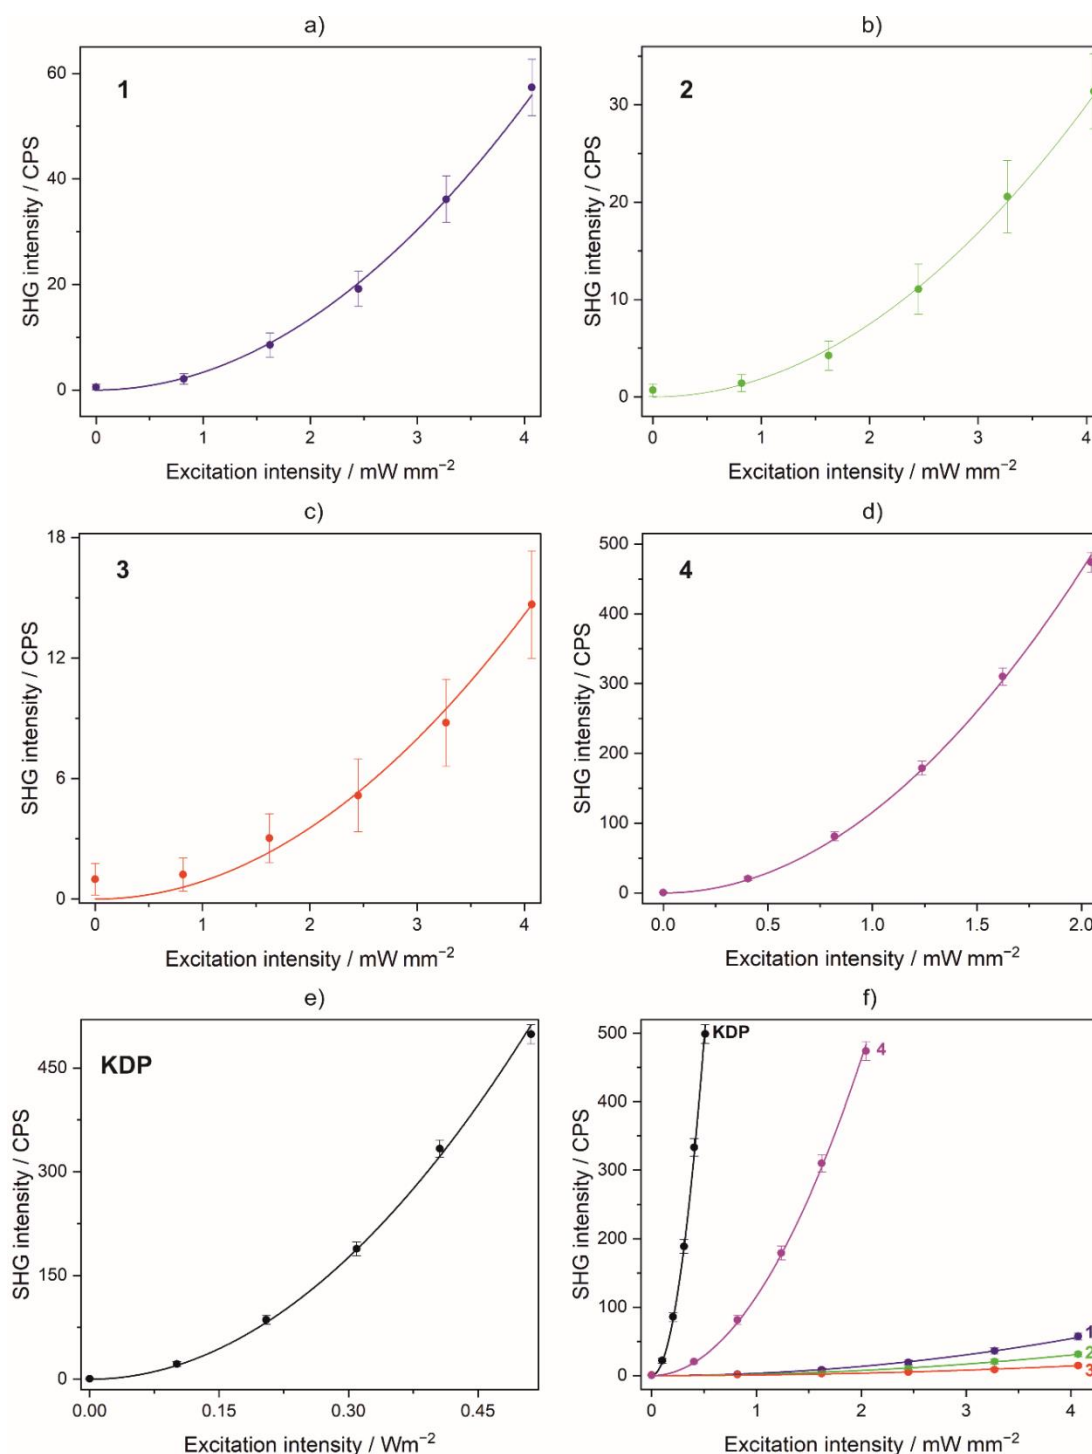 a)
1
SHG intensity / CPS
60
40
20
0
0 1 2 3 4
Excitation intensity / mW mm⁻²
b)
2
SHG intensity / CPS
30
20
10
0
0 1 2 3 4
Excitation intensity / mW mm⁻²
c)
3
SHG intensity / CPS
18
12
6
0
0 1 2 3 4
Excitation intensity / mW mm⁻²
d)
4
SHG intensity / CPS
500
400
300
200
100
0
0.0 0.5 1.0 1.5 2.0
Excitation intensity / mW mm⁻²
e)
KDP
SHG intensity / CPS
450
300
150
0
0.00 0.15 0.30 0.45
Excitation intensity / Wm⁻²
f)
KDP
4
1
2
3
SHG intensity / CPS
500
400
300
200
100
0
0 1 2 3 4
Excitation intensity / mW mm⁻²